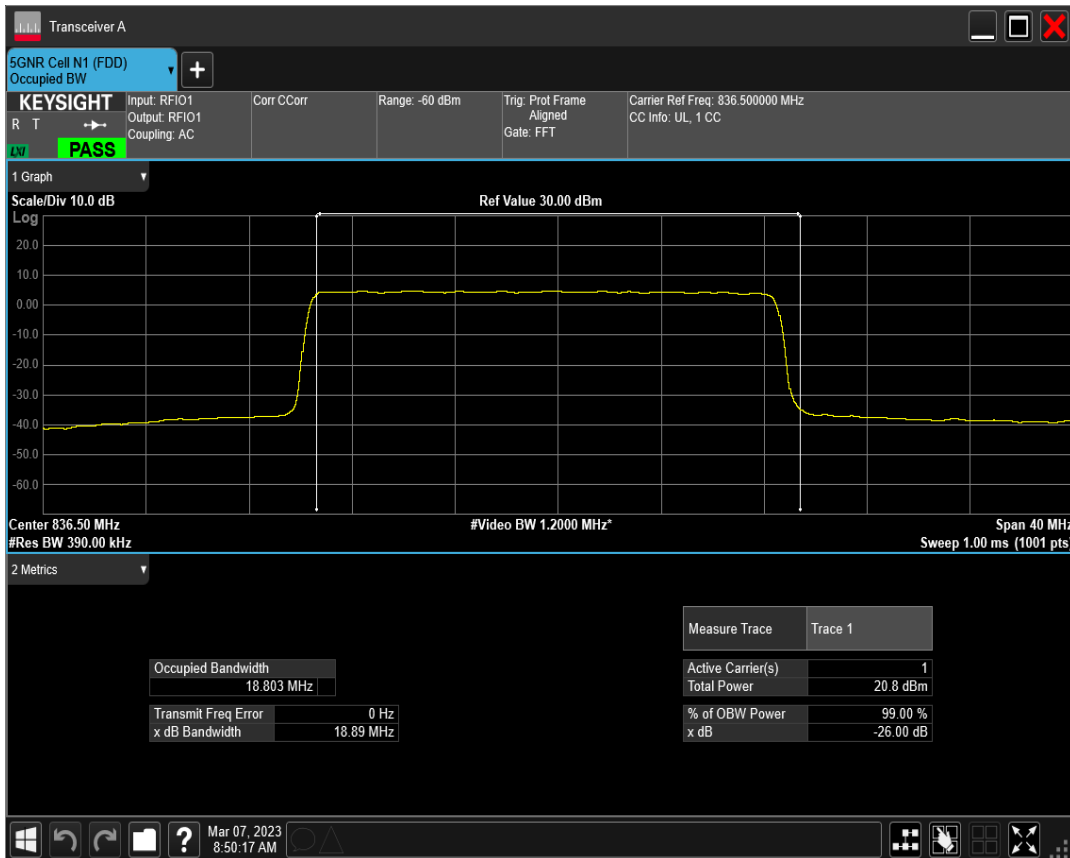 Transceiver A
5GNR Cell N1 (FDD)
Occupied BW
KEYSIGHT
R T
LXI
PASS
Input: RFIO1
Output: RFIO1
Coupling: AC
Corr CCorr
Range: -60 dBm
Trig: Prot Frame
Aligned
Gate: FFT
Carrier Ref Freq: 836.500000 MHz
CC Info: UL, 1 CC
1 Graph
Scale/Div 10.0 dB
Ref Value 30.00 dBm
Log
20.0
10.0
0.00
-10.0
-20.0
-30.0
-40.0
-50.0
-60.0
Center 836.50 MHz
#Video BW 1.2000 MHz*
Span 40 MHz
#Res BW 390.00 kHz
Sweep 1.00 ms (1001 pts)
2 Metrics
Measure Trace Trace 1
Occupied Bandwidth
18.803 MHz
Active Carrier(s) 1
Total Power 20.8 dBm
Transmit Freq Error 0 Hz
x dB Bandwidth 18.89 MHz
% of OBW Power 99.00 %
x dB -26.00 dB
?
Mar 07, 2023
8:50:17 AM